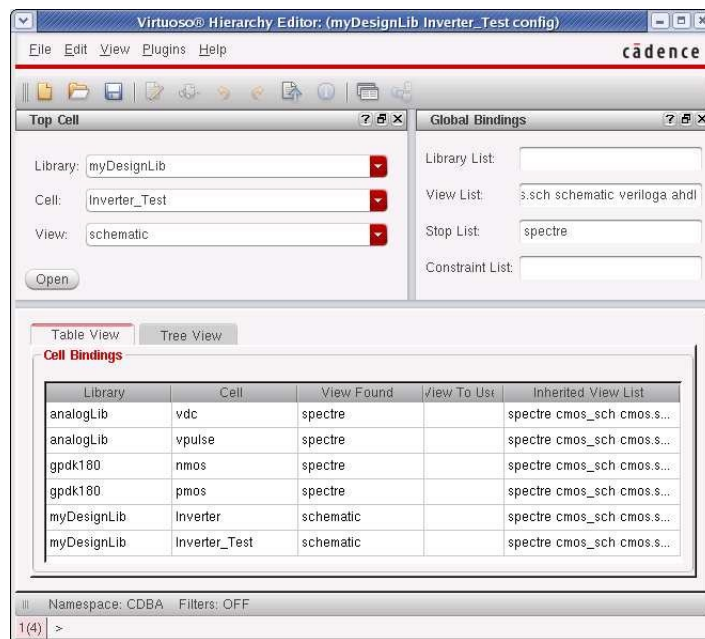 Virtuoso® Hierarchy Editor: (myDesignLib Inverter_Test config)
File Edit View Plugins Help
cādence
Top Cell
Library: myDesignLib
Cell: Inverter_Test
View: schematic
Open
Global Bindings
Library List:
View List: s.sch schematic veriloga ahdl
Stop List: spectre
Constraint List:
Table View Tree View
Cell Bindings
Library Cell View Found View To Use Inherited View List
analogLib vdc spectre spectre cmos_sch cmos.s...
analogLib vpulse spectre spectre cmos_sch cmos.s...
gpdk180 nmos spectre spectre cmos_sch cmos.s...
gpdk180 pmos spectre spectre cmos_sch cmos.s...
myDesignLib Inverter schematic spectre cmos_sch cmos.s...
myDesignLib Inverter_Test schematic spectre cmos_sch cmos.s...
Namespace: CDBA Filters: OFF
1(4) >